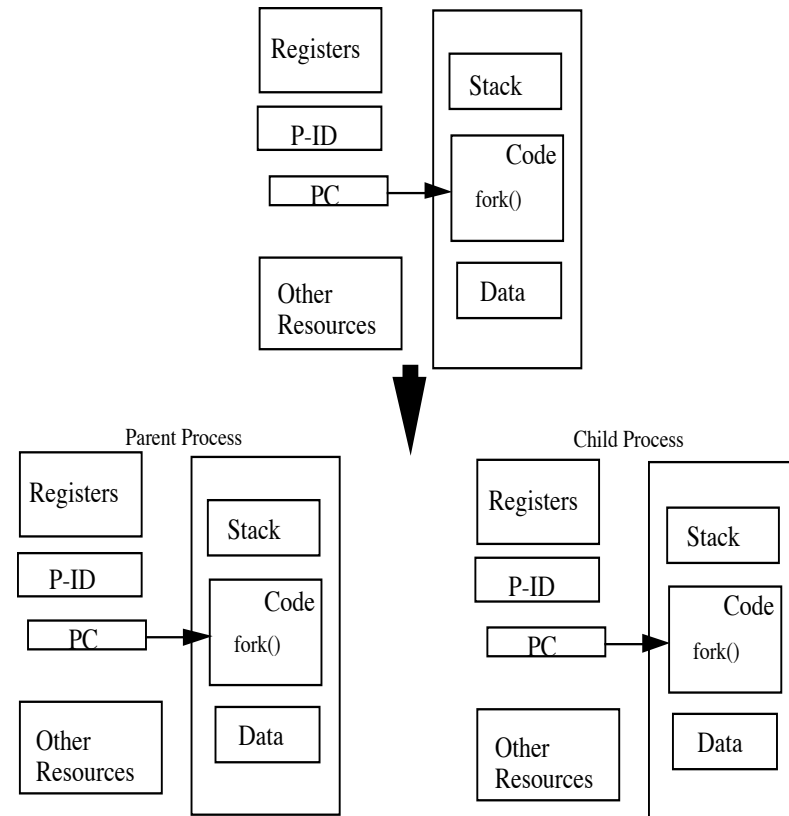 Registers
Stack
P-ID
Code
PC
fork()
Other
Resources
Data
Parent Process
Registers
Stack
P-ID
Code
PC
fork()
Other
Resources
Data
Child Process
Registers
Stack
P-ID
Code
PC
fork()
Other
Resources
Data